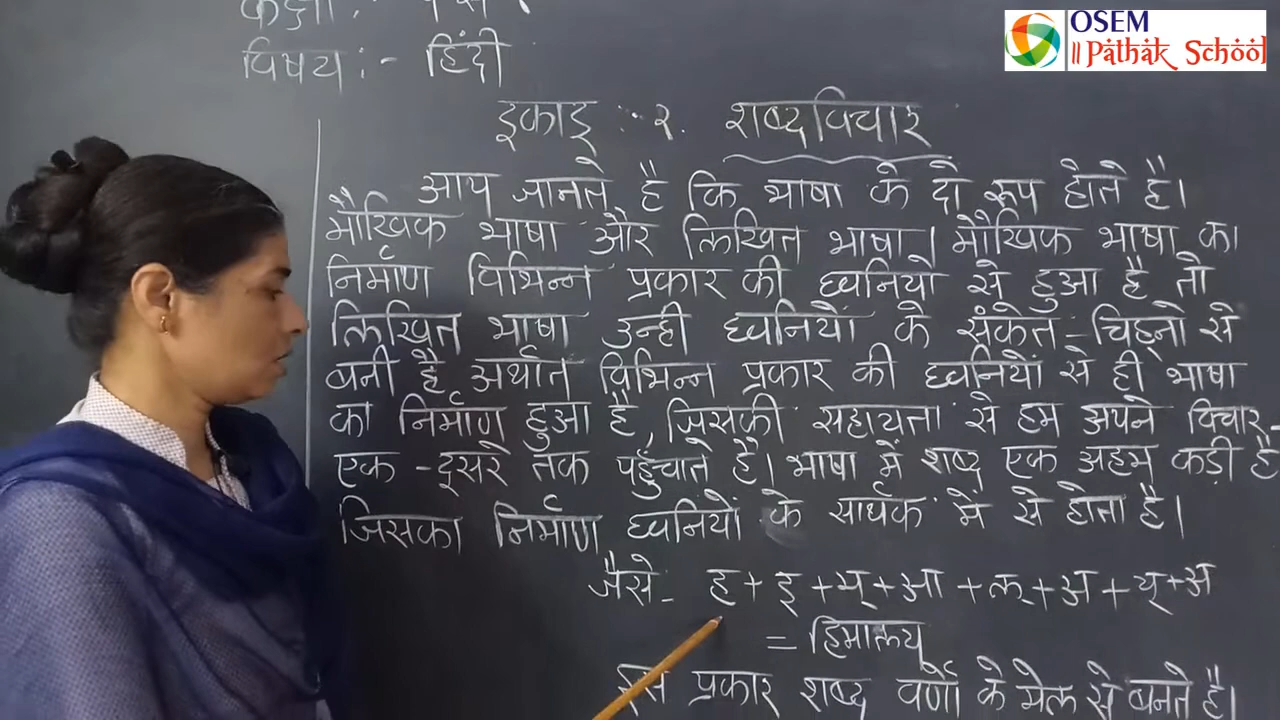 OSEM
॥ Pathak School
कक्षा :-
विषय :- हिंदी
इकाइ :- २. शब्दविचार
आप जानते है कि भाषा के दो रूप होते है।
मौखिक भाषा और लिखित भाषा। मौखिक भाषा का
निर्माण विभिन्न प्रकार की ध्वनियो से हुआ है तो
लिखित भाषा उन्ही ध्वनियों के संकेत-चिह्नो से
बनी है अर्थात विभिन्न प्रकार की ध्वनियों से ही भाषा
का निर्माण हुआ है, जिसकी सहायता से हम अपने विचार-
एक-दूसरे तक पहुँचाते है। भाषा में शब्द एक अहम कड़ी है
जिसका निर्माण ध्वनियों के सार्थक में से होता है।
जैसे- ह + इ + म् + आ + ल् + अ + य् + अ
= हिमालय
इस प्रकार शब्द वर्णो के मेल से बनते है।